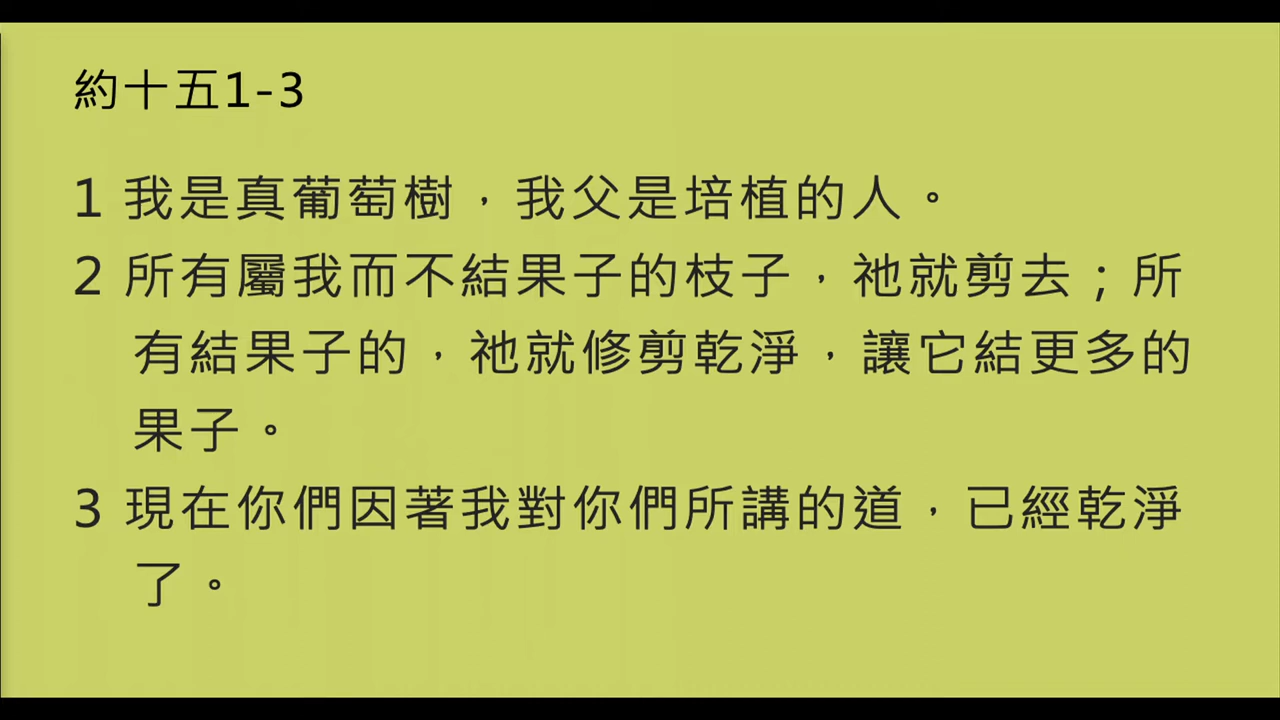 約十五1-3
1 我是真葡萄樹，我父是培植的人。
2 所有屬我而不結果子的枝子，祂就剪去；所
有結果子的，祂就修剪乾淨，讓它結更多的
果子。
3 現在你們因著我對你們所講的道，已經乾淨
了。